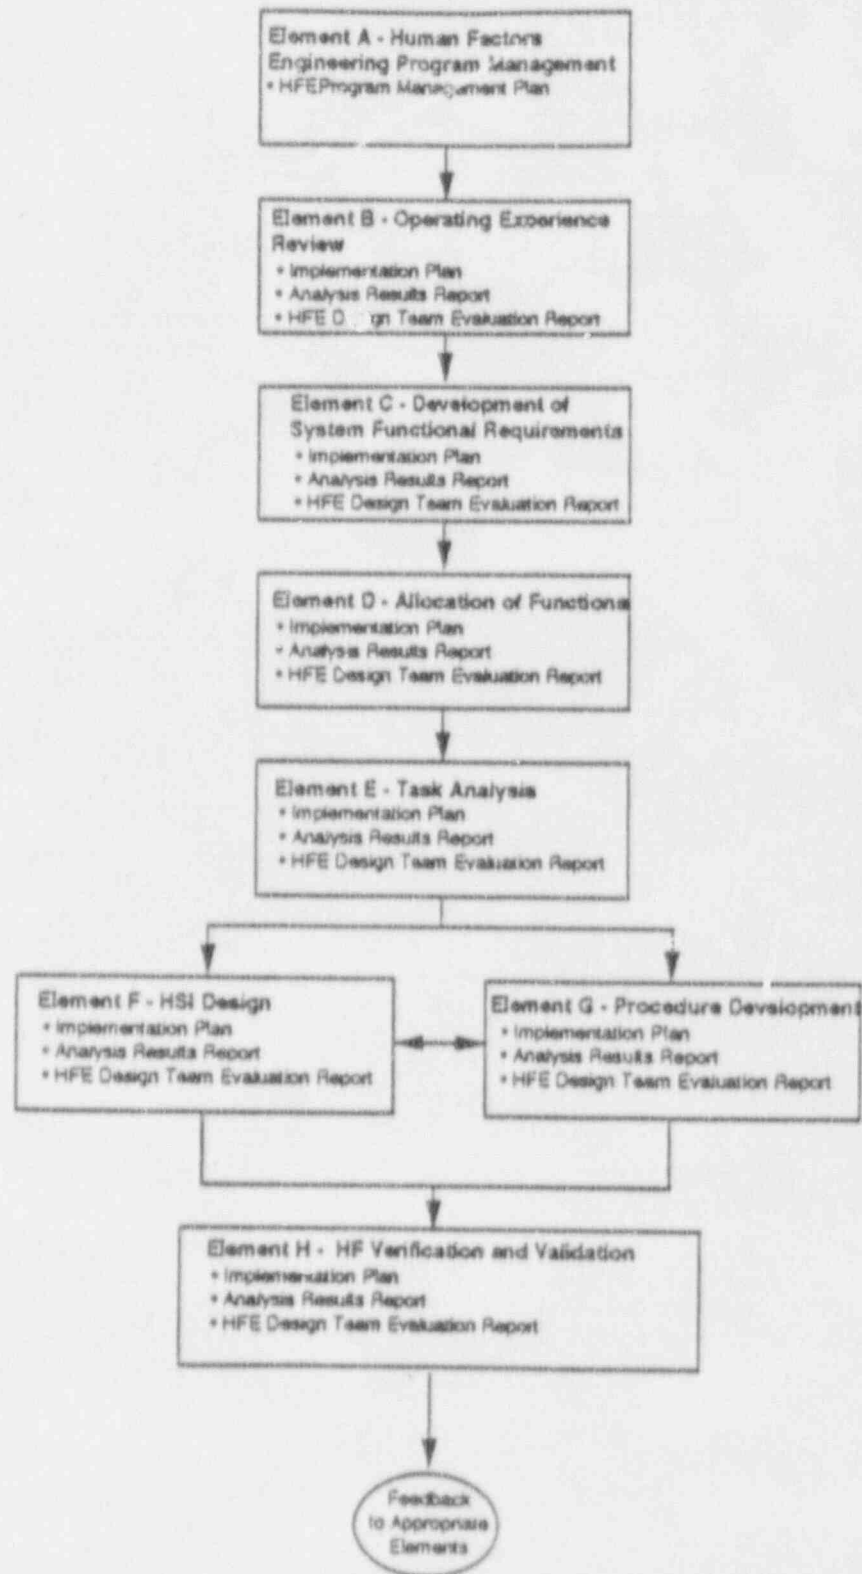 Element A - Human Factors
Engineering Program Management
* HFEProgram Management Plan
Element B - Operating Experience
Review
* Implementation Plan
* Analysis Results Report
* HFE D gn Team Evaluation Report
Element C - Development of
System Functional Requirements
* Implementation Plan
* Analysis Results Report
* HFE Design Team Evaluation Report
Element D - Allocation of Functions
* Implementation Plan
* Analysis Results Report
* HFE Design Team Evaluation Report
Element E - Task Analysis
* Implementation Plan
* Analysis Results Report
* HFE Design Team Evaluation Report
Element F - HSI Design
* Implementation Plan
* Analysis Results Report
* HFE Design Team Evaluation Report
Element G - Procedure Development
* Implementation Plan
* Analysis Results Report
* HFE Design Team Evaluation Report
Element H - HF Verification and Validation
* Implementation Plan
* Analysis Results Report
* HFE Design Team Evaluation Report
Feedback
to Appropriate
Elements